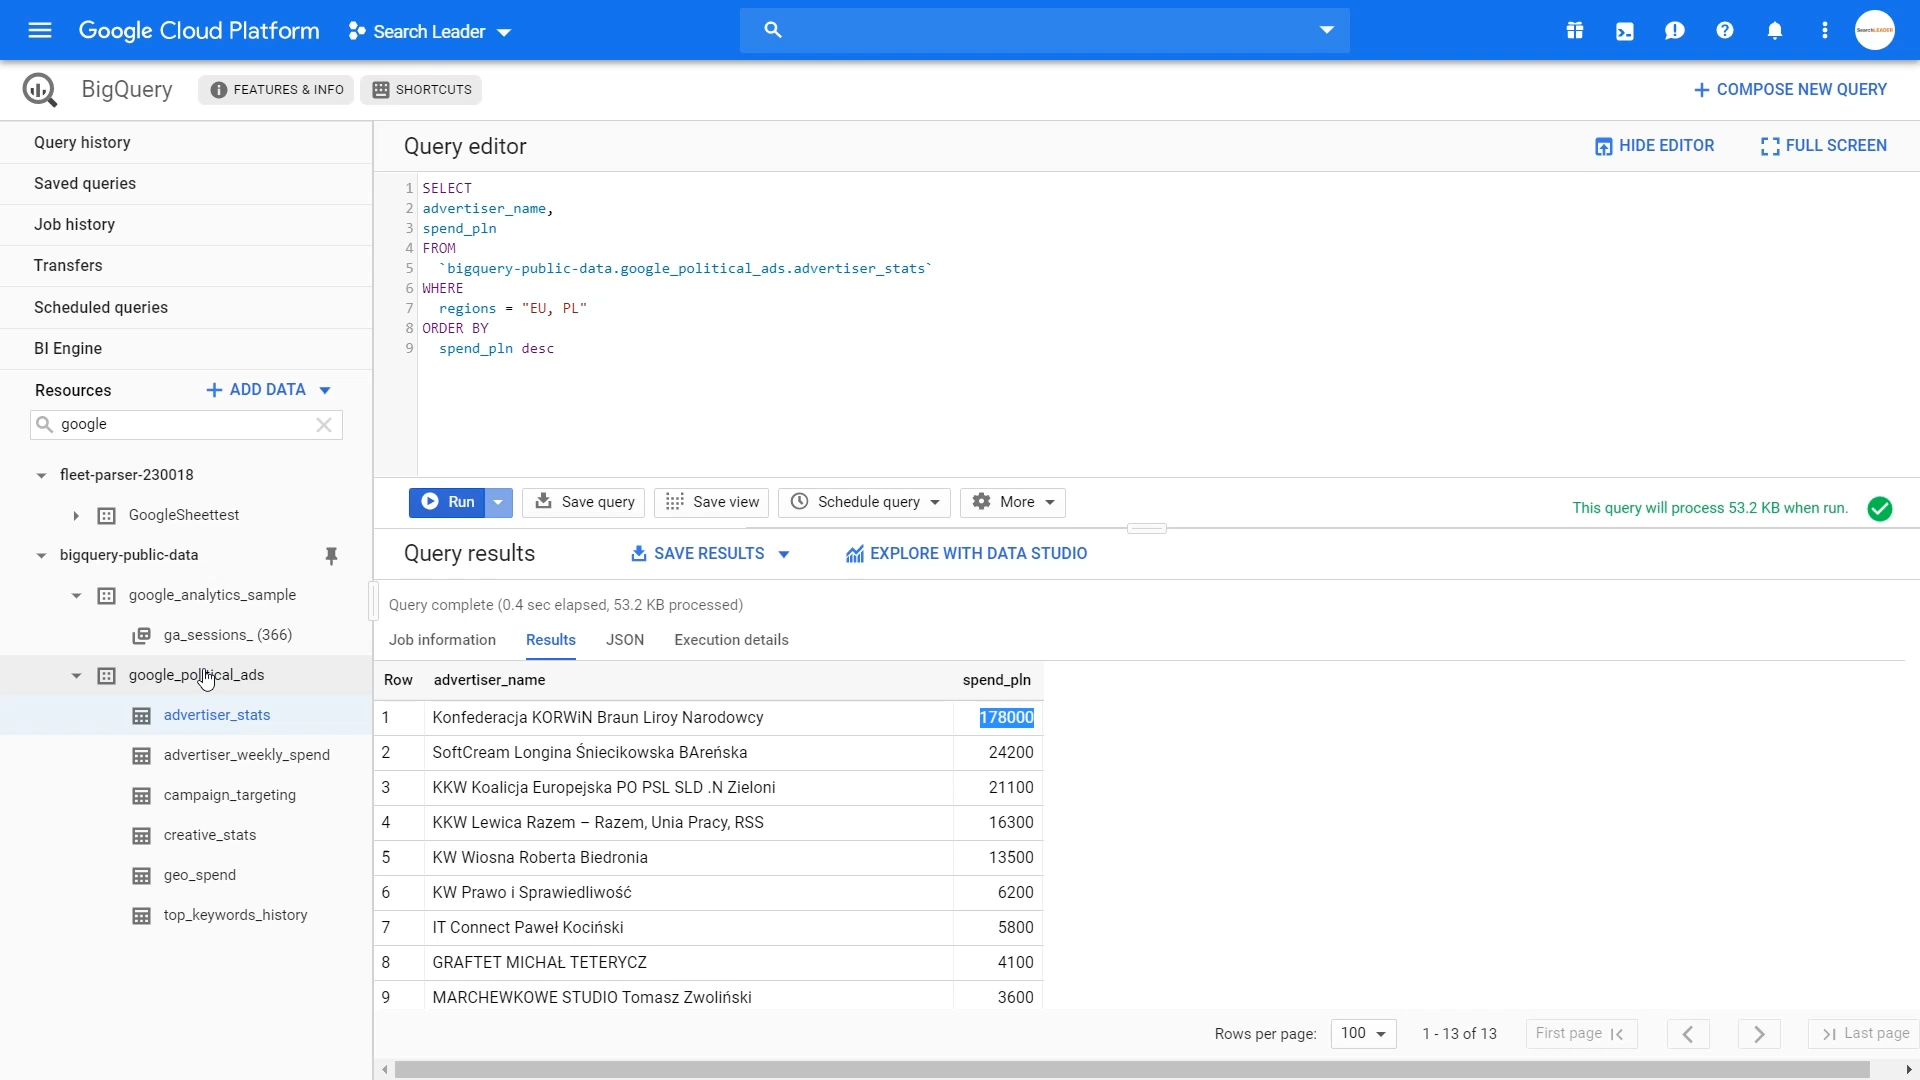 Google Cloud Platform
Search Leader
BigQuery
FEATURES & INFO
SHORTCUTS
COMPOSE NEW QUERY
Query history
Saved queries
Job history
Transfers
Scheduled queries
BI Engine
Resources
ADD DATA
google
fleet-parser-230018
GoogleSheettest
bigquery-public-data
google_analytics_sample
ga_sessions_ (366)
google_political_ads
advertiser_stats
advertiser_weekly_spend
campaign_targeting
creative_stats
geo_spend
top_keywords_history
Query editor
HIDE EDITOR
FULL SCREEN
1 SELECT
2 advertiser_name,
3 spend_pln
4 FROM
5 `bigquery-public-data.google_political_ads.advertiser_stats`
6 WHERE
7 regions = "EU, PL"
8 ORDER BY
9 spend_pln desc
Run
Save query
Save view
Schedule query
More
This query will process 53.2 KB when run.
Query results
SAVE RESULTS
EXPLORE WITH DATA STUDIO
Query complete (0.4 sec elapsed, 53.2 KB processed)
Job information Results JSON Execution details
Row advertiser_name spend_pln
1 Konfederacja KORWiN Braun Liroy Narodowcy 178000
2 SoftCream Longina Śniecikowska BAreńska 24200
3 KKW Koalicja Europejska PO PSL SLD .N Zieloni 21100
4 KKW Lewica Razem – Razem, Unia Pracy, RSS 16300
5 KW Wiosna Roberta Biedronia 13500
6 KW Prawo i Sprawiedliwość 6200
7 IT Connect Paweł Kociński 5800
8 GRAFTET MICHAŁ TETERYCZ 4100
9 MARCHEWKOWE STUDIO Tomasz Zwoliński 3600
Rows per page: 100 1 - 13 of 13 First page Last page